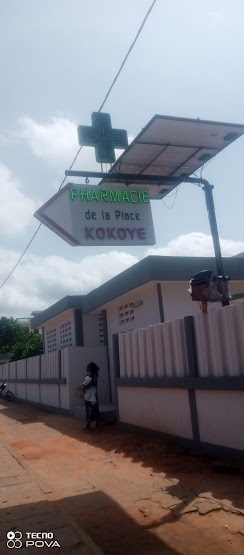 PHARMACIE
de la Place
KOKOYE
TECNO
POVA